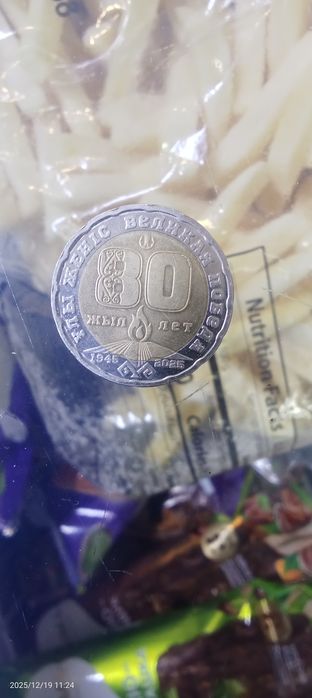 ҰЛЫ ЖЕҢІС ВЕЛИКАЯ ПОБЕДА
80
ЖЫЛ ЛЕТ
1945 2025
Nutrition Facts
2025/12/19 11:24